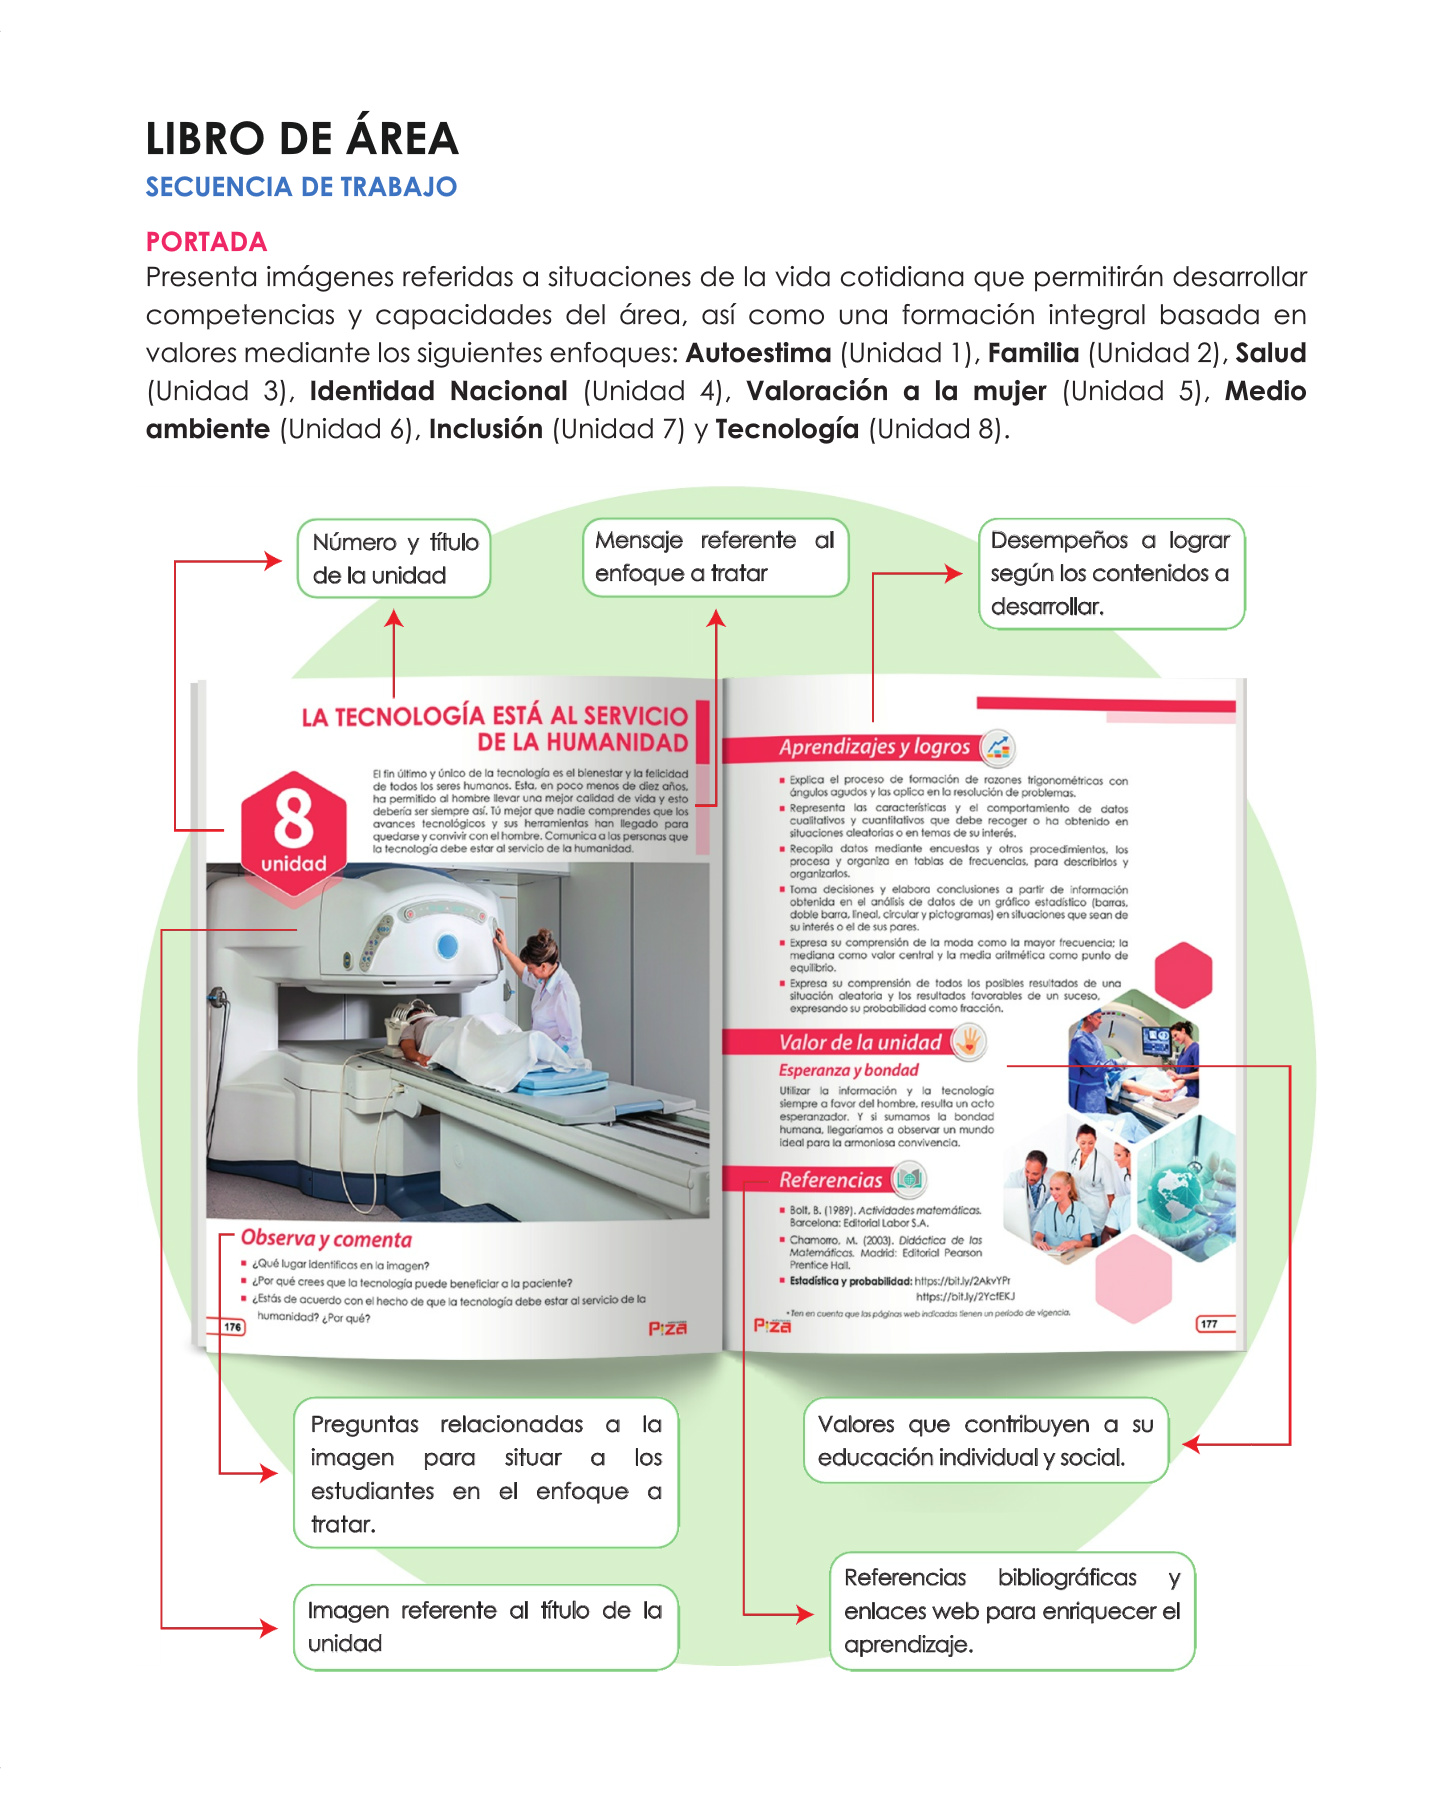 LIBRO DE ÁREA
SECUENCIA DE TRABAJO
PORTADA
Presenta imágenes referidas a situaciones de la vida cotidiana que permitirán desarrollar
competencias y capacidades del área, así como una formación integral basada en
valores mediante los siguientes enfoques: Autoestima (Unidad 1), Familia (Unidad 2), Salud
(Unidad 3), Identidad Nacional (Unidad 4), Valoración a la mujer (Unidad 5), Medio
ambiente (Unidad 6), Inclusión (Unidad 7) y Tecnología (Unidad 8).
Número y título
de la unidad
Mensaje referente al
enfoque a tratar
Desempeños a lograr
según los contenidos a
desarrollar.
LA TECNOLOGÍA ESTÁ AL SERVICIO
DE LA HUMANIDAD
8
unidad
El fin último y único de la tecnología es el bienestar y la felicidad
de todos los seres humanos. Esta, en poco menos de diez años,
ha permitido al hombre llevar una mejor calidad de vida y esto
debería ser siempre así. Tú mejor que nadie comprendes que los
avances tecnológicos y sus herramientas han llegado para
quedarse y convivir con el hombre. Comunica a las personas que
la tecnología debe estar al servicio de la humanidad.
Observa y comenta
¿Qué lugar identificas en la imagen?
¿Por qué crees que la tecnología puede beneficiar a la paciente?
¿Estás de acuerdo con el hecho de que la tecnología debe estar al servicio de la
humanidad? ¿Por qué?
176
Piza
Aprendizajes y logros
Explica el proceso de formación de razones trigonométricas con
ángulos agudos y las aplica en la resolución de problemas.
Representa las características y el comportamiento de datos
cualitativos y cuantitativos que debe recoger o ha obtenido en
situaciones aleatorias o en temas de su interés.
Recopila datos mediante encuestas y otros procedimientos, los
procesa y organiza en tablas de frecuencias, para describirlos y
organizarlos.
Toma decisiones y elabora conclusiones a partir de información
obtenida en el análisis de datos de un gráfico estadístico (barras,
doble barra, lineal, circular y pictogramas) en situaciones que sean de
su interés o el de sus pares.
Expresa su comprensión de la moda como la mayor frecuencia; la
mediana como valor central y la media aritmética como punto de
equilibrio.
Expresa su comprensión de todos los posibles resultados de una
situación aleatoria y los resultados favorables de un suceso,
expresando su probabilidad como fracción.
Valor de la unidad
Esperanza y bondad
Utilizar la información y la tecnología
siempre a favor del hombre, resulta un acto
esperanzador. Y si sumamos la bondad
humana, llegaríamos a observar un mundo
ideal para la armoniosa convivencia.
Referencias
Bolt, B. (1989). Actividades matemáticas.
Barcelona: Editorial Labor S.A.
Chamorro, M. (2003). Didáctica de las
Matemáticas. Madrid: Editorial Pearson
Prentice Hall.
Estadística y probabilidad: https://bit.ly/2AkvYPr
https://bit.ly/2YcfEKJ
• Ten en cuenta que las páginas web indicadas tienen un periodo de vigencia.
Piza
177
Preguntas relacionadas a la
imagen para situar a los
estudiantes en el enfoque a
tratar.
Valores que contribuyen a su
educación individual y social.
Imagen referente al título de la
unidad
Referencias bibliográficas y
enlaces web para enriquecer el
aprendizaje.